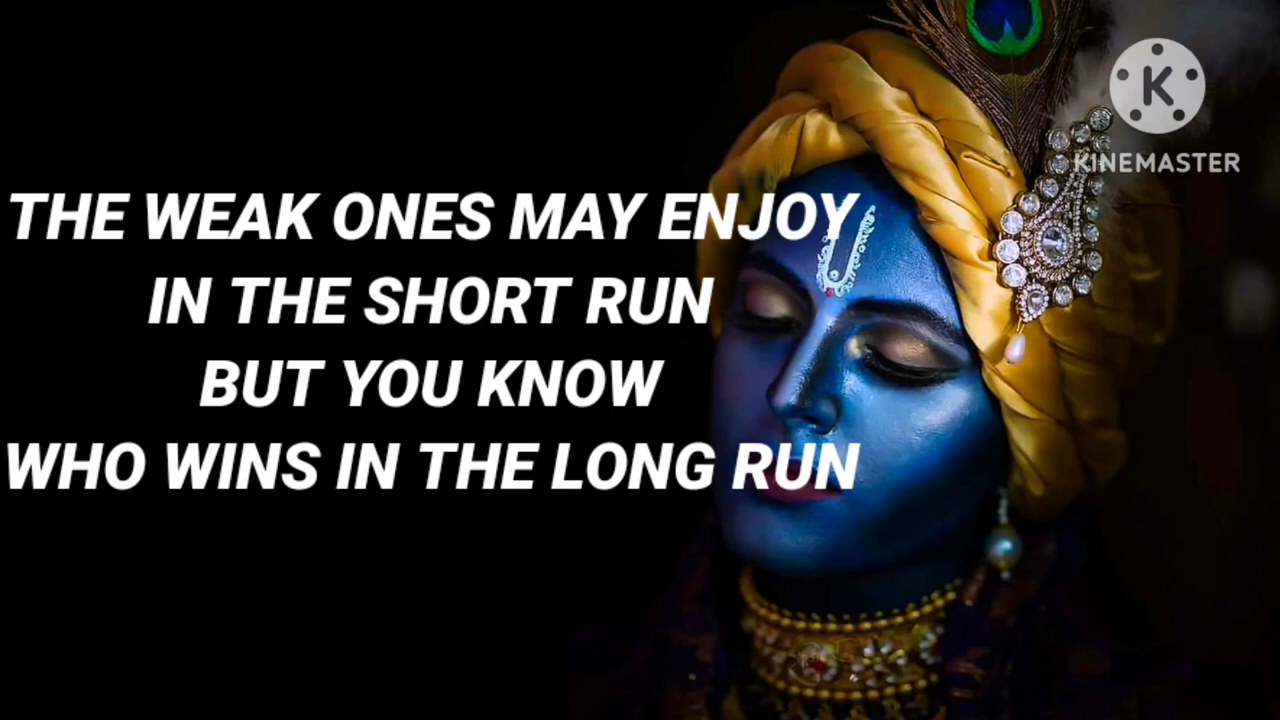 THE WEAK ONES MAY ENJOY
IN THE SHORT RUN
BUT YOU KNOW
WHO WINS IN THE LONG RUN
K
KINEMASTER